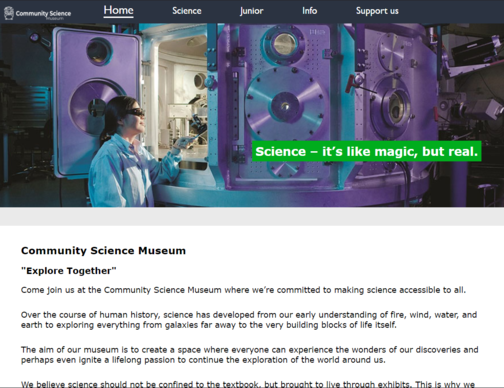 Community Science
Museum
Home Science Junior Info Support us
Science – it's like magic, but real.
Community Science Museum
"Explore Together"
Come join us at the Community Science Museum where we're committed to making science accessible to all.
Over the course of human history, science has developed from our early understanding of fire, wind, water, and
earth to exploring everything from galaxies far away to the very building blocks of life itself.
The aim of our museum is to create a space where everyone can experience the wonders of our discoveries and
perhaps even ignite a lifelong passion to continue the exploration of the world around us.
We believe science should not be confined to the textbook, but brought to live through exhibits. This is why we